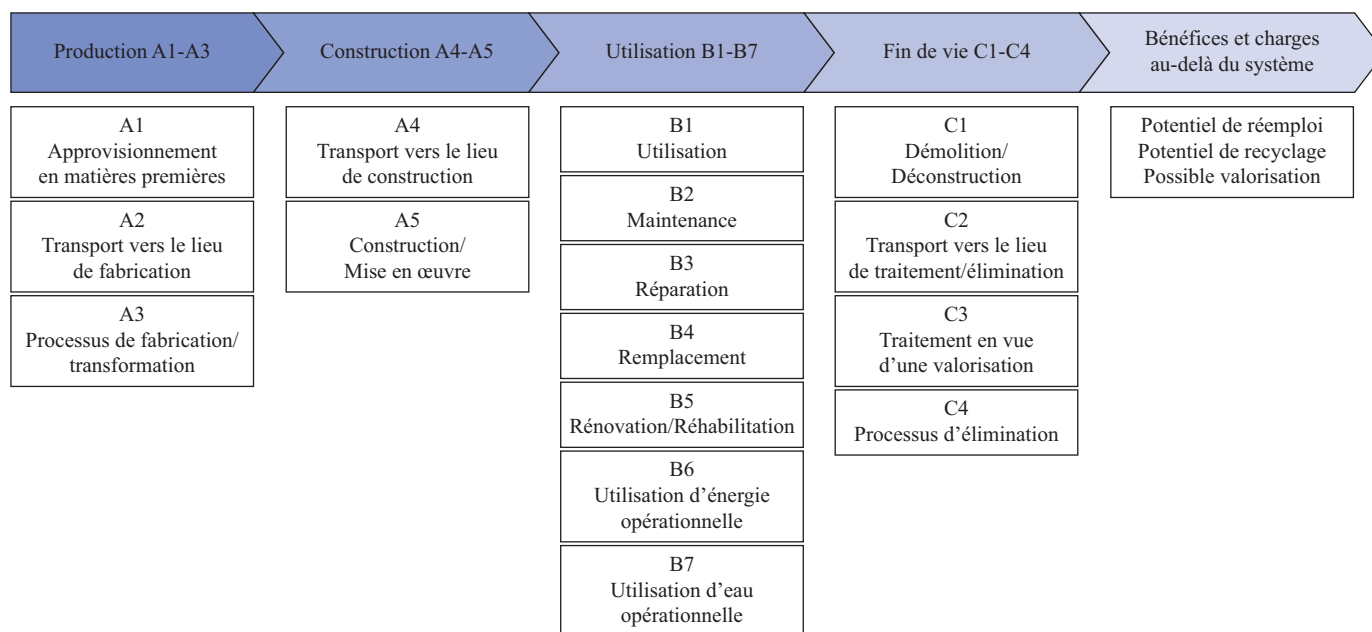 Production A1-A3
Construction A4-A5
Utilisation B1-B7
Fin de vie C1-C4
Bénéfices et charges
au-delà du système
A1
Approvisionnement
en matières premières
A2
Transport vers le lieu
de fabrication
A3
Processus de fabrication/
transformation
A4
Transport vers le lieu
de construction
A5
Construction/
Mise en œuvre
B1
Utilisation
B2
Maintenance
B3
Réparation
B4
Remplacement
B5
Rénovation/Réhabilitation
B6
Utilisation d’énergie
opérationnelle
B7
Utilisation d’eau
opérationnelle
C1
Démolition/
Déconstruction
C2
Transport vers le lieu
de traitement/élimination
C3
Traitement en vue
d’une valorisation
C4
Processus d’élimination
Potentiel de réemploi
Potentiel de recyclage
Possible valorisation